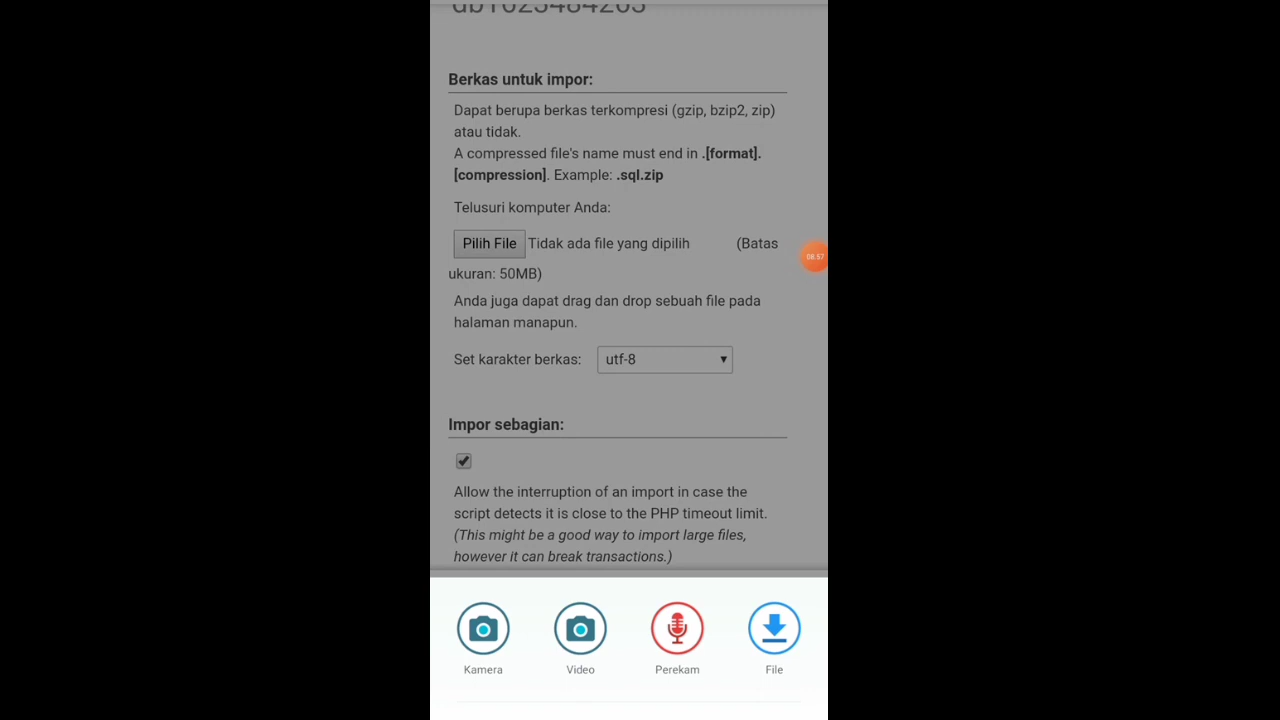 Berkas untuk impor:
Dapat berupa berkas terkompresi (gzip, bzip2, zip)
atau tidak.
A compressed file's name must end in .[format].
[compression]. Example: .sql.zip
Telusuri komputer Anda:
Pilih File Tidak ada file yang dipilih (Batas
ukuran: 50MB)
08:57
Anda juga dapat drag dan drop sebuah file pada
halaman manapun.
Set karakter berkas: utf-8
Impor sebagian:
Allow the interruption of an import in case the
script detects it is close to the PHP timeout limit.
(This might be a good way to import large files,
however it can break transactions.)
Kamera Video Perekam File